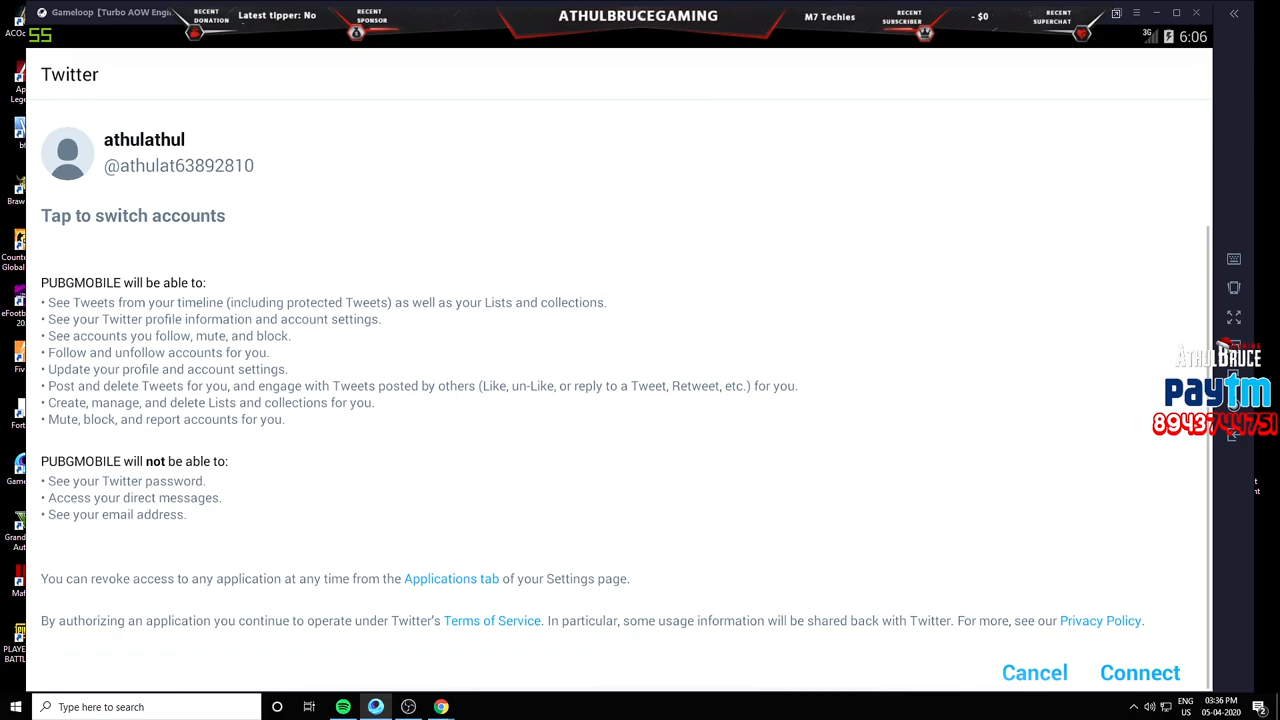 Gameloop [Turbo AOW Engin
RECENT DONATION
Latest tipper: No
RECENT SPONSOR
ATHULBRUCEGAMING
M7 Techies
RECENT SUBSCRIBER
- $0
RECENT SUPERCHAT
55
3G
6:06
Twitter
athulathul
@athulat63892810
Tap to switch accounts
PUBGMOBILE will be able to:
• See Tweets from your timeline (including protected Tweets) as well as your Lists and collections.
• See your Twitter profile information and account settings.
• See accounts you follow, mute, and block.
• Follow and unfollow accounts for you.
• Update your profile and account settings.
• Post and delete Tweets for you, and engage with Tweets posted by others (Like, un-Like, or reply to a Tweet, Retweet, etc.) for you.
• Create, manage, and delete Lists and collections for you.
• Mute, block, and report accounts for you.
ATHULBRUCE
GAMING
paytm
8943744751
PUBGMOBILE will not be able to:
• See your Twitter password.
• Access your direct messages.
• See your email address.
You can revoke access to any application at any time from the Applications tab of your Settings page.
By authorizing an application you continue to operate under Twitter's Terms of Service. In particular, some usage information will be shared back with Twitter. For more, see our Privacy Policy.
Cancel
Connect
Type here to search
ENG
US
03:36 PM
05-04-2020
2